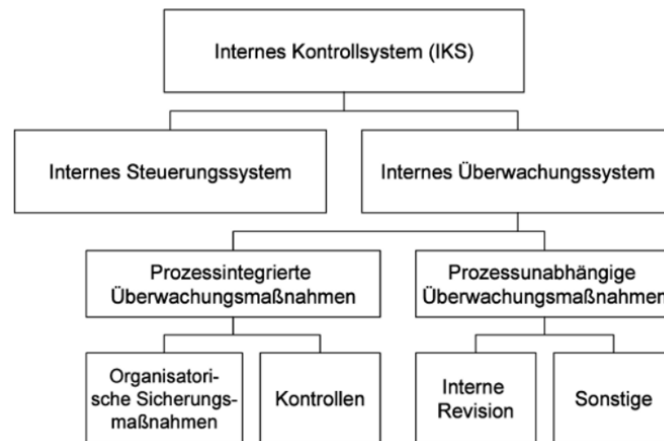 Internes Kontrollsystem (IKS)
Internes Steuerungssystem
Internes Überwachungssystem
Prozessintegrierte
Überwachungsmaßnahmen
Prozessunabhängige
Überwachungsmaßnahmen
Organisatori-
sche Sicherungs-
maßnahmen
Kontrollen
Interne
Revision
Sonstige